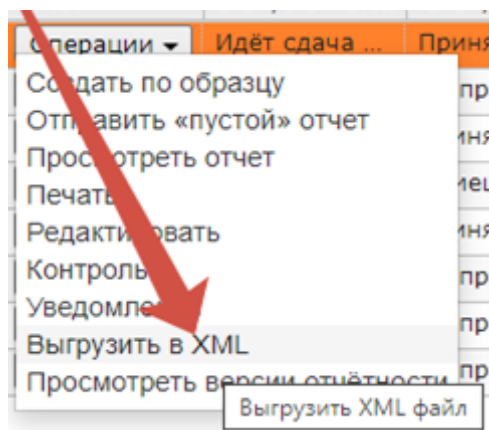 Операции Идёт сдача ... Приня
Создать по образцу
Отправить «пустой» отчет
Просмотреть отчет
Печать
Редактировать
Контроль
Уведомления
Выгрузить в XML
Просмотреть версии отчётности
Выгрузить XML файл